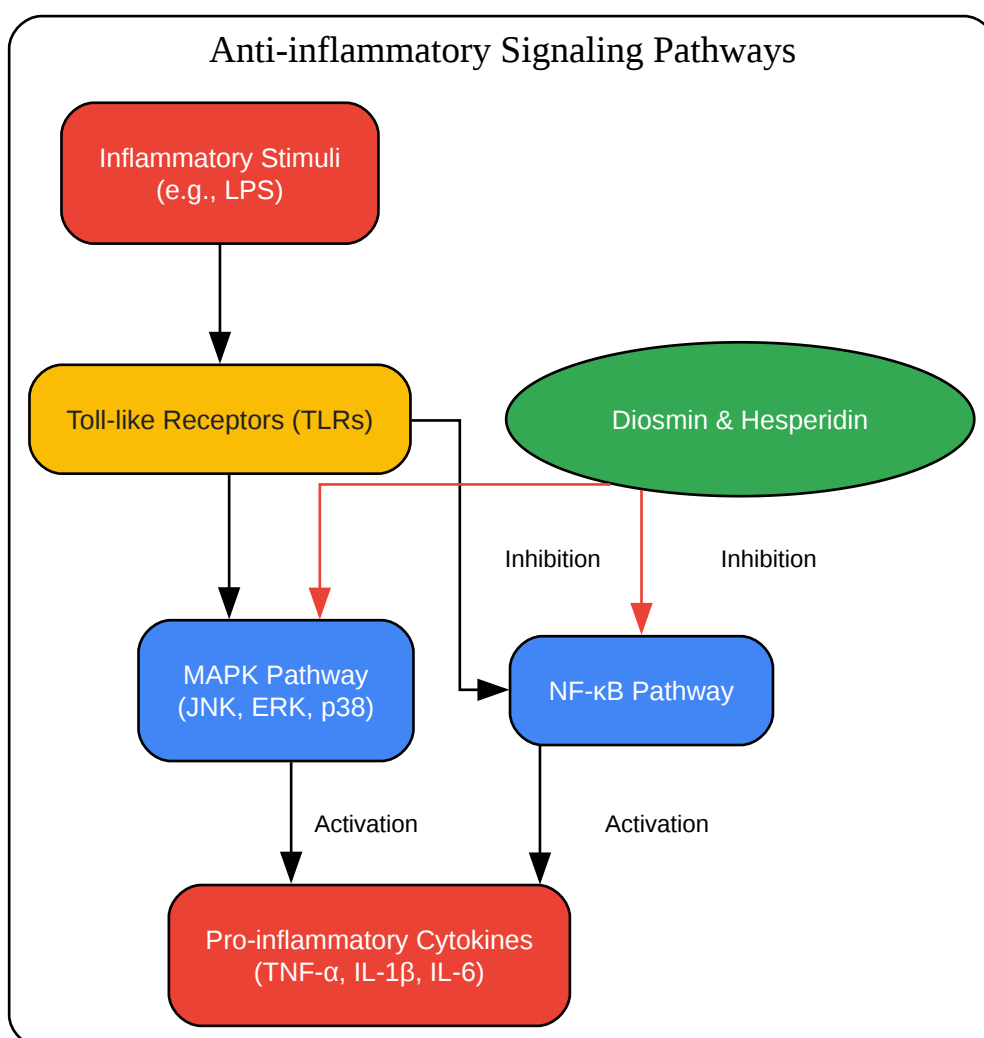 Anti-inflammatory Signaling Pathways
Inflammatory Stimuli
(e.g., LPS)
Toll-like Receptors (TLRs)
Diosmin & Hesperidin
Inhibition
Inhibition
MAPK Pathway
(JNK, ERK, p38)
NF-κB Pathway
Activation
Activation
Pro-inflammatory Cytokines
(TNF-α, IL-1β, IL-6)